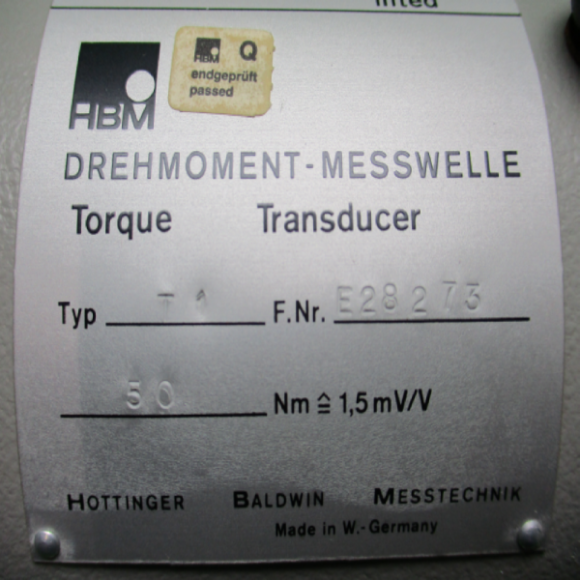 HBM
HBM Q
endgeprüft
passed
DREHMOMENT-MESSWELLE
Torque Transducer
Typ T1 F.Nr. E28273
50 Nm ≙ 1,5 mV/V
HOTTINGER BALDWIN MESSTECHNIK
Made in W.-Germany